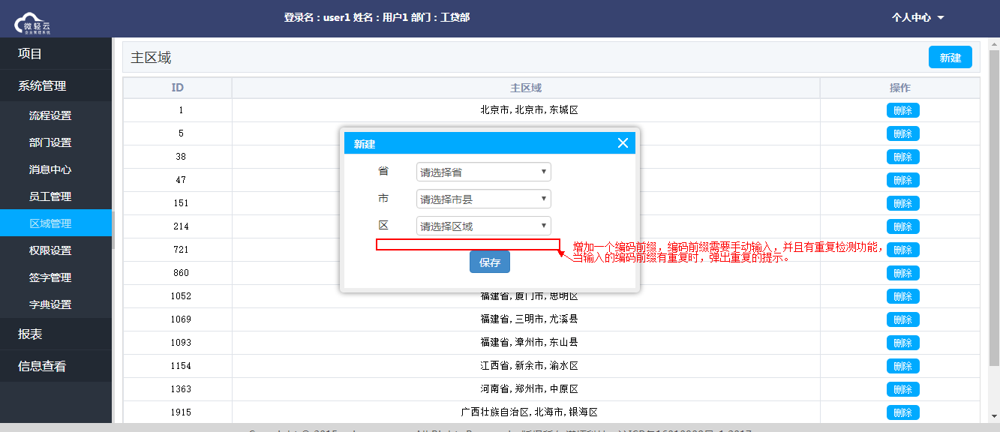 微轻云
登录名：user1 姓名：用户1 部门：工贷部
个人中心
项目
系统管理
流程设置
部门设置
消息中心
员工管理
区域管理
权限设置
签字管理
字典设置
报表
信息查看
主区域
新建
ID 主区域 操作
1 北京市,北京市,东城区 删除
5 删除
38 删除
47 删除
151 删除
214 删除
721 删除
860 删除
1052 福建省,厦门市,思明区 删除
1069 福建省,三明市,尤溪县 删除
1093 福建省,漳州市,东山县 删除
1154 江西省,新余市,渝水区 删除
1363 河南省,郑州市,中原区 删除
1915 广西壮族自治区,北海市,银海区 删除
新建
省 请选择省
市 请选择市县
区 请选择区域
保存
增加一个编码前缀，编码前缀需要手动输入，并且有重复检测功能，
当输入的编码前缀有重复时，弹出重复的提示。